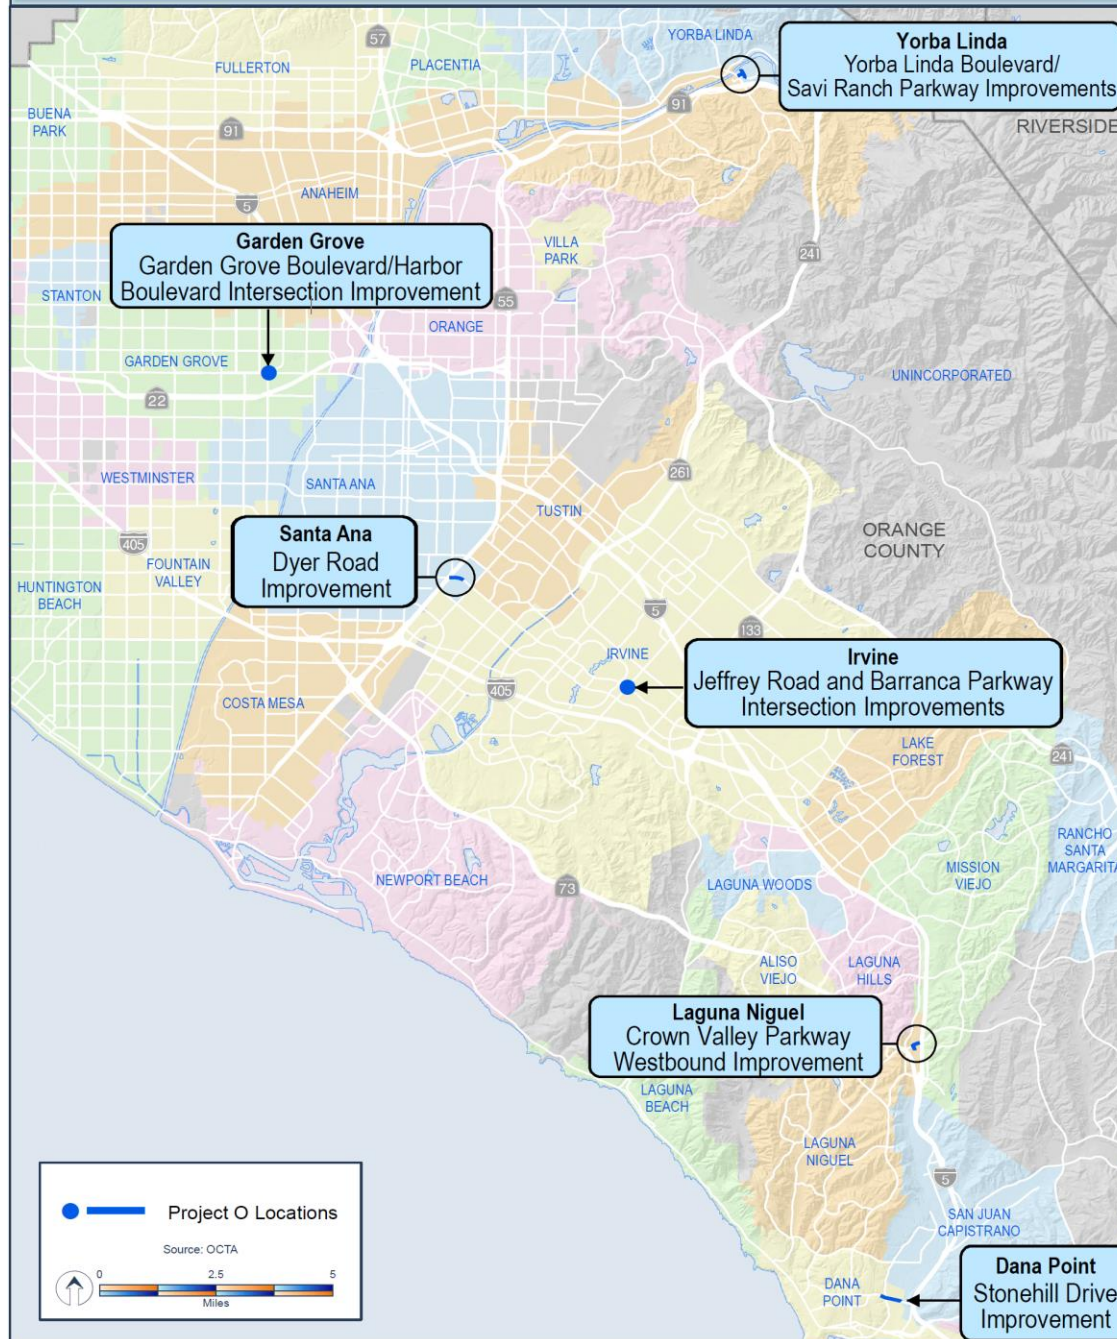 57
YORBA LINDA
PLACENTIA
FULLERTON
Yorba Linda
Yorba Linda Boulevard/
Savi Ranch Parkway Improvements
91
BUENA
PARK
91
RIVERSIDE
ANAHEIM
5
Garden Grove
Garden Grove Boulevard/Harbor
Boulevard Intersection Improvement
VILLA
PARK
241
STANTON
55
ORANGE
GARDEN GROVE
UNINCORPORATED
22
WESTMINSTER
SANTA ANA
261
TUSTIN
Santa Ana
Dyer Road
Improvement
ORANGE
COUNTY
405
FOUNTAIN
VALLEY
HUNTINGTON
BEACH
5
133
IRVINE
Irvine
Jeffrey Road and Barranca Parkway
Intersection Improvements
405
COSTA MESA
LAKE
FOREST
241
RANCHO
SANTA
MARGARITA
MISSION
VIEJO
NEWPORT BEACH
73
LAGUNA WOODS
ALISO
VIEJO
LAGUNA
HILLS
Laguna Niguel
Crown Valley Parkway
Westbound Improvement
LAGUNA
BEACH
LAGUNA
NIGUEL
5
SAN JUAN
CAPISTRANO
Project O Locations
Source: OCTA
0 2.5 5
Miles
DANA
POINT
Dana Point
Stonehill Drive
Improvement